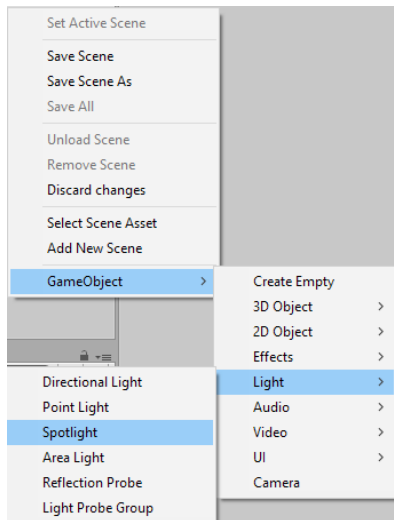 Set Active Scene
Save Scene
Save Scene As
Save All
Unload Scene
Remove Scene
Discard changes
Select Scene Asset
Add New Scene
GameObject
Create Empty
3D Object
2D Object
Effects
Light
Audio
Video
UI
Camera
Directional Light
Point Light
Spotlight
Area Light
Reflection Probe
Light Probe Group